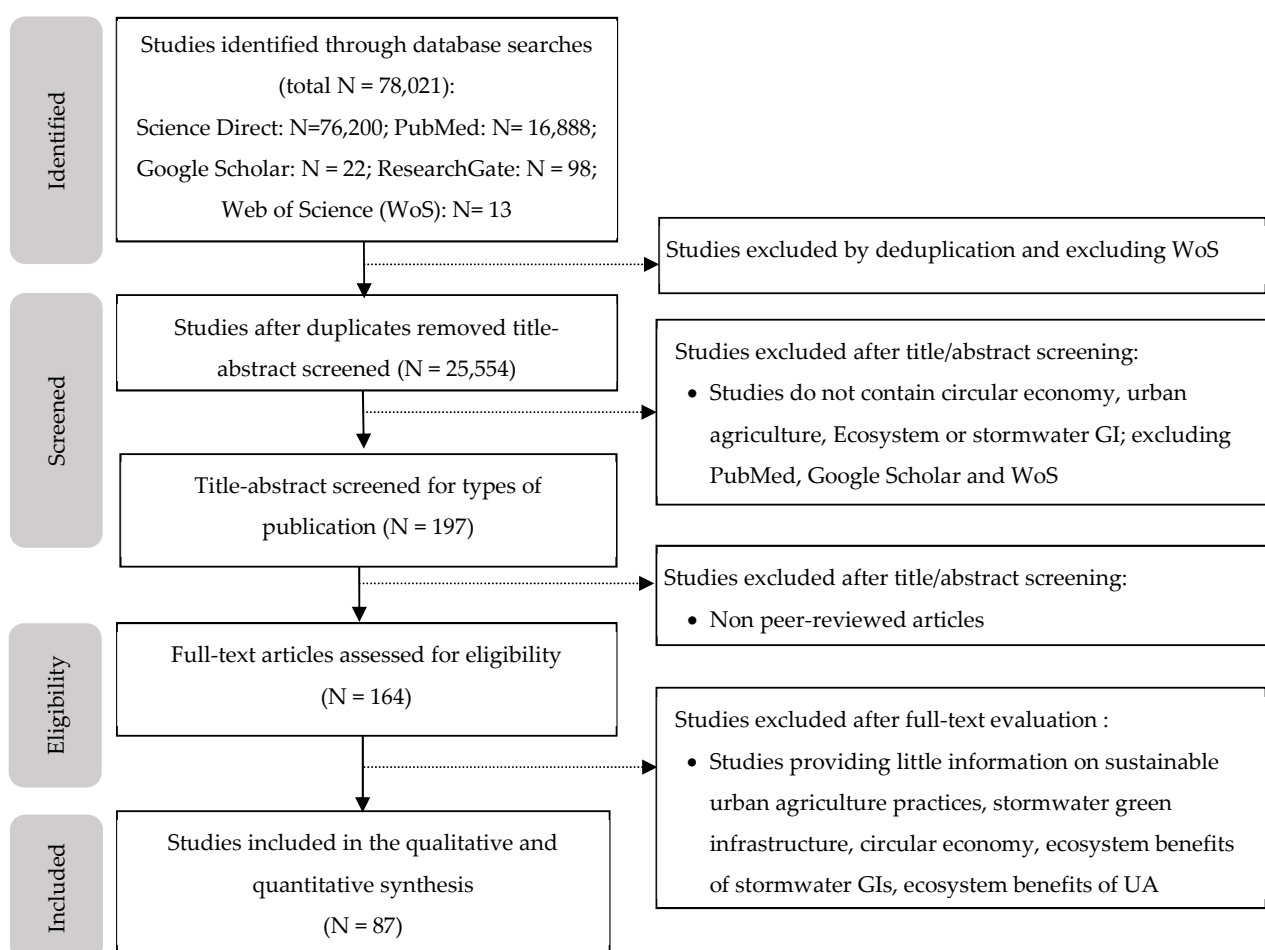 Identified
Studies identified through database searches
(total N = 78,021):
Science Direct: N=76,200; PubMed: N= 16,888;
Google Scholar: N = 22; ResearchGate: N = 98;
Web of Science (WoS): N= 13
Studies excluded by deduplication and excluding WoS
Screened
Studies after duplicates removed title-
abstract screened (N = 25,554)
Studies excluded after title/abstract screening:
• Studies do not contain circular economy, urban
agriculture, Ecosystem or stormwater GI; excluding
PubMed, Google Scholar and WoS
Title-abstract screened for types of
publication (N = 197)
Studies excluded after title/abstract screening:
• Non peer-reviewed articles
Eligibility
Full-text articles assessed for eligibility
(N = 164)
Studies excluded after full-text evaluation :
• Studies providing little information on sustainable
urban agriculture practices, stormwater green
infrastructure, circular economy, ecosystem benefits
of stormwater GIs, ecosystem benefits of UA
Included
Studies included in the qualitative and
quantitative synthesis
(N = 87)